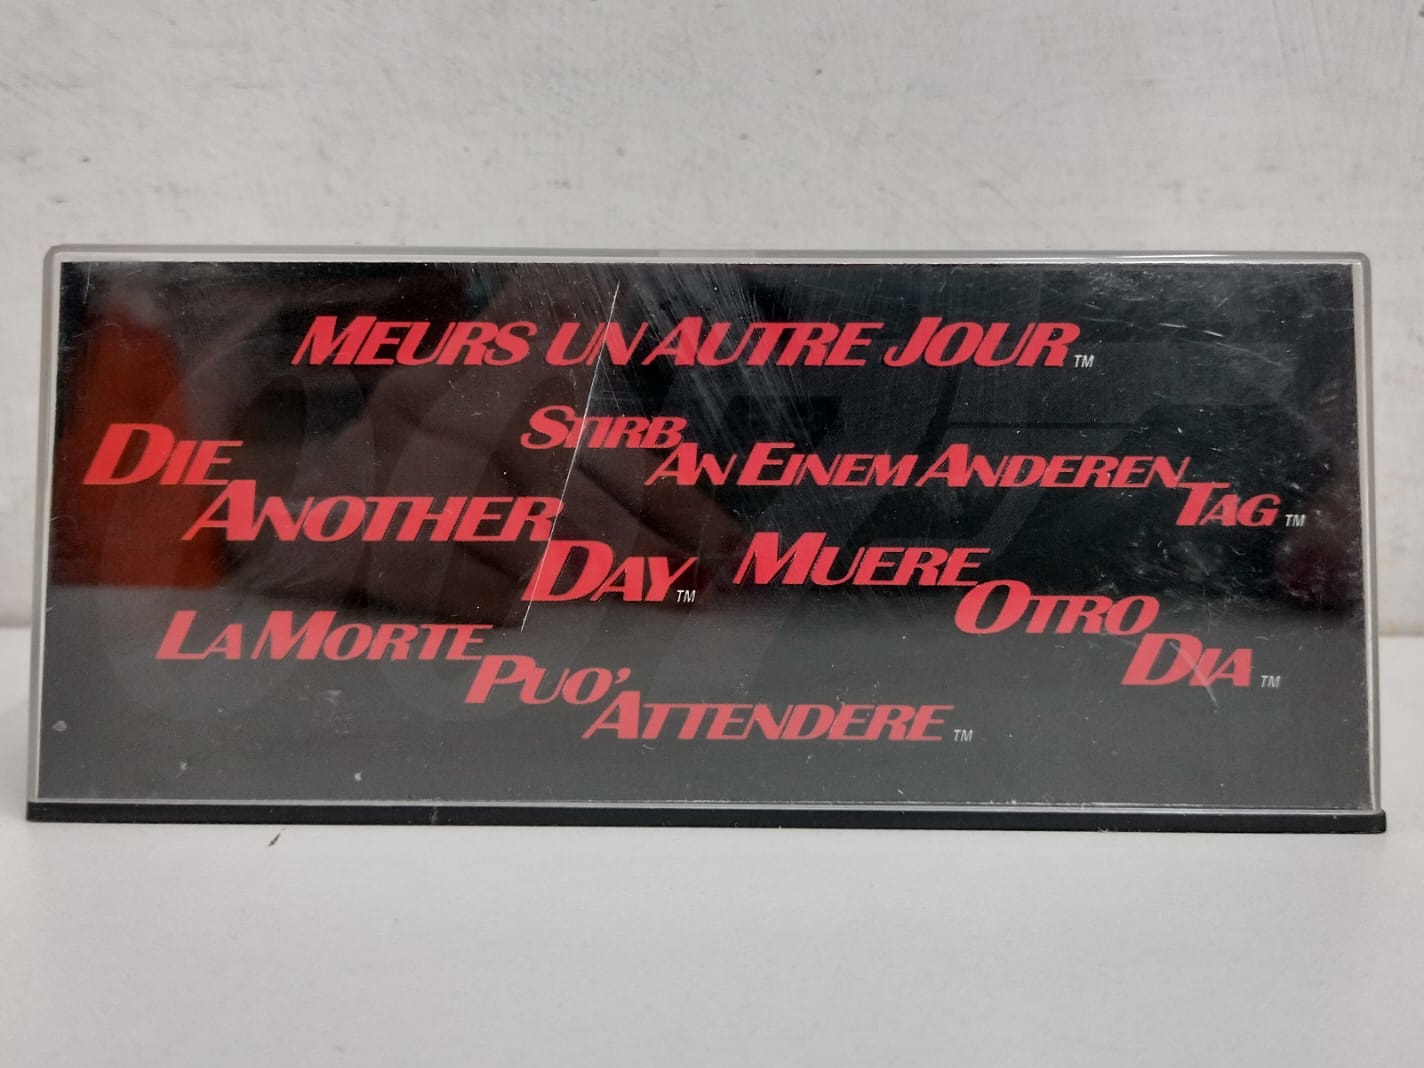 MEURS UN AUTRE JOUR™
DIE
ANOTHER
DAY™
STIRB
AN EINEM ANDEREN
TAG™
MUERE
OTRO
DIA™
LA MORTE
PUO'
ATTENDERE™
007